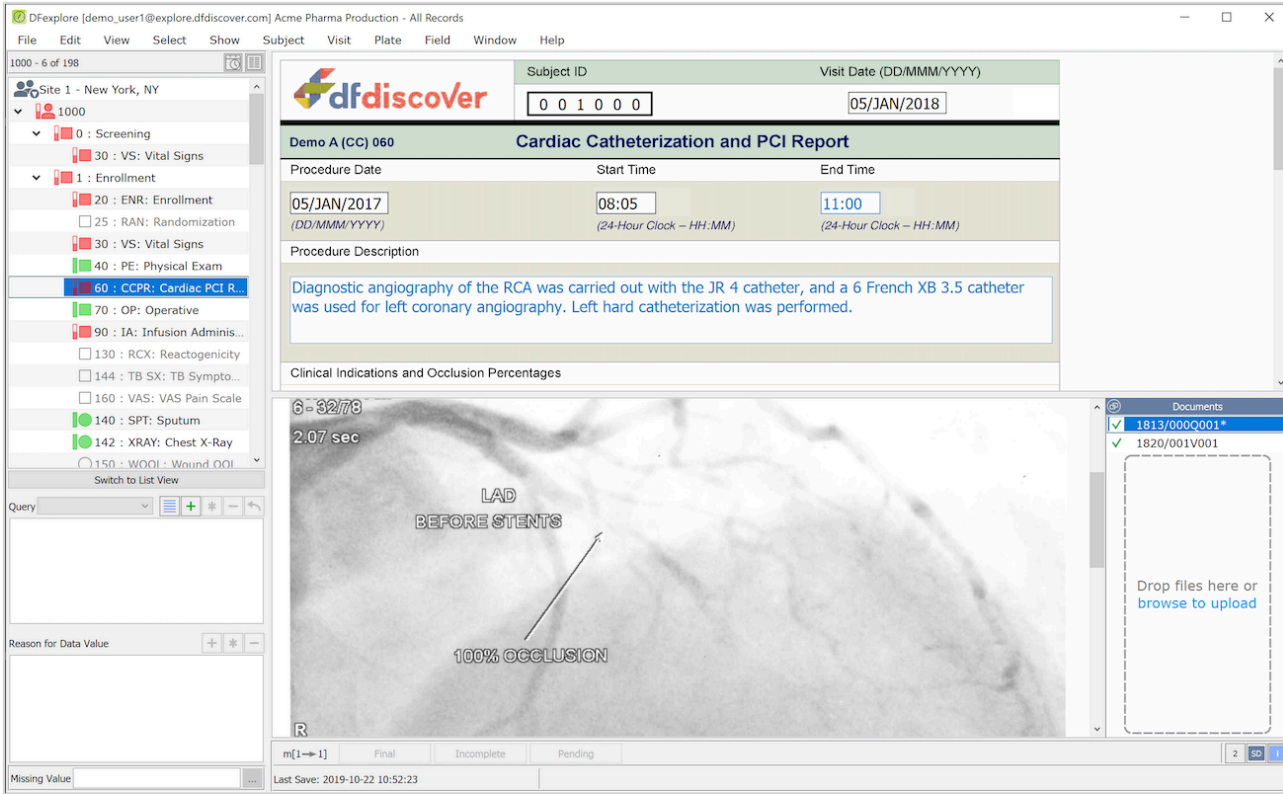 DFexplore [demo_user1@explore.dfdiscover.com] Acme Pharma Production - All Records
File Edit View Select Show Subject Visit Plate Field Window Help
1000 - 6 of 198
Site 1 - New York, NY
1000
0 : Screening
30 : VS: Vital Signs
1 : Enrollment
20 : ENR: Enrollment
25 : RAN: Randomization
30 : VS: Vital Signs
40 : PE: Physical Exam
60 : CCPR: Cardiac PCI R...
70 : OP: Operative
90 : IA: Infusion Adminis...
130 : RCX: Reactogenicity
144 : TB SX: TB Sympto...
160 : VAS: VAS Pain Scale
140 : SPT: Sputum
142 : XRAY: Chest X-Ray
150 : WOOL: Wound OOL
Switch to List View
Query
Reason for Data Value
Missing Value ...
dfdiscover
Subject ID Visit Date (DD/MMM/YYYY)
0 0 1 0 0 0 05/JAN/2018
Demo A (CC) 060 Cardiac Catheterization and PCI Report
Procedure Date Start Time End Time
05/JAN/2017 08:05 11:00
(DD/MMM/YYYY) (24-Hour Clock – HH:MM) (24-Hour Clock – HH:MM)
Procedure Description
Diagnostic angiography of the RCA was carried out with the JR 4 catheter, and a 6 French XB 3.5 catheter
was used for left coronary angiography. Left hard catheterization was performed.
Clinical Indications and Occlusion Percentages
6 - 32/78
2.07 sec
LAD
BEFORE STENTS
100% OCCLUSION
R
Documents
1813/000Q001*
1820/001V001
Drop files here or
browse to upload
m[1→1] Final Incomplete Pending
2 SD I
Last Save: 2019-10-22 10:52:23